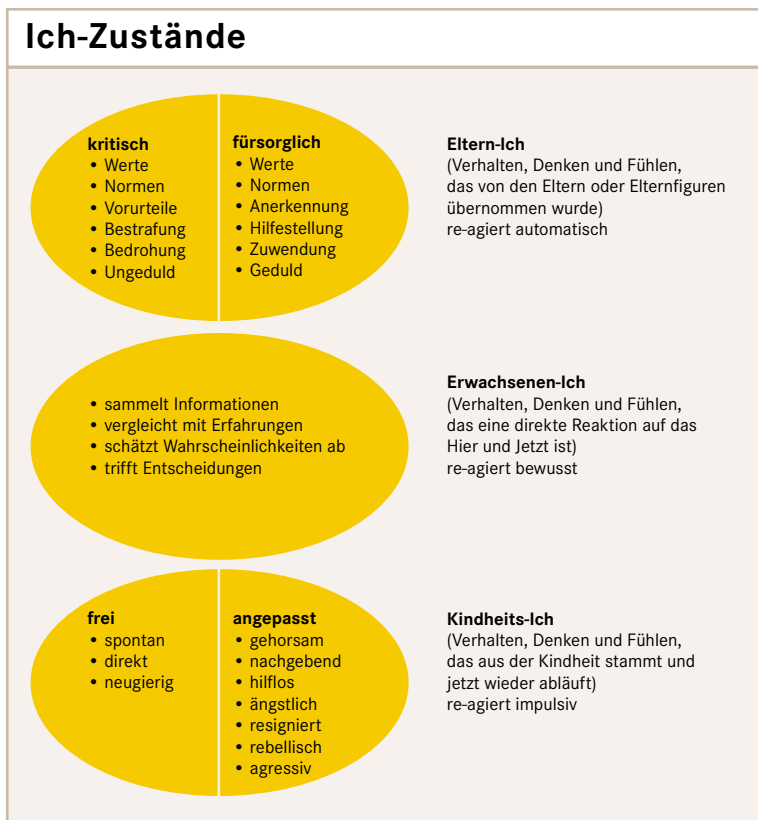 Ich-Zustände
kritisch
• Werte
• Normen
• Vorurteile
• Bestrafung
• Bedrohung
• Ungeduld
fürsorglich
• Werte
• Normen
• Anerkennung
• Hilfestellung
• Zuwendung
• Geduld
Eltern-Ich
(Verhalten, Denken und Fühlen,
das von den Eltern oder Elternfiguren
übernommen wurde)
re-agiert automatisch
• sammelt Informationen
• vergleicht mit Erfahrungen
• schätzt Wahrscheinlichkeiten ab
• trifft Entscheidungen
Erwachsenen-Ich
(Verhalten, Denken und Fühlen,
das eine direkte Reaktion auf das
Hier und Jetzt ist)
re-agiert bewusst
frei
• spontan
• direkt
• neugierig
angepasst
• gehorsam
• nachgebend
• hilflos
• ängstlich
• resigniert
• rebellisch
• agressiv
Kindheits-Ich
(Verhalten, Denken und Fühlen,
das aus der Kindheit stammt und
jetzt wieder abläuft)
re-agiert impulsiv